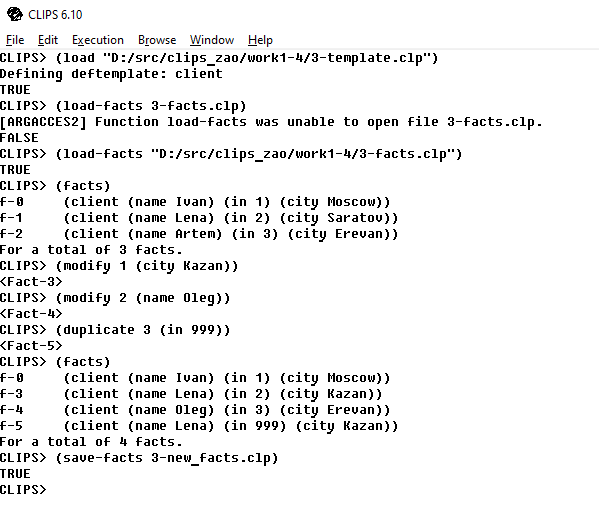 CLIPS 6.10
File Edit Execution Browse Window Help
CLIPS> (load "D:/src/clips_zao/work1-4/3-template.clp")
Defining deftemplate: client
TRUE
CLIPS> (load-facts 3-facts.clp)
[ARGACCES2] Function load-facts was unable to open file 3-facts.clp.
FALSE
CLIPS> (load-facts "D:/src/clips_zao/work1-4/3-facts.clp")
TRUE
CLIPS> (facts)
f-0     (client (name Ivan) (in 1) (city Moscow))
f-1     (client (name Lena) (in 2) (city Saratov))
f-2     (client (name Artem) (in 3) (city Erevan))
For a total of 3 facts.
CLIPS> (modify 1 (city Kazan))
<Fact-3>
CLIPS> (modify 2 (name Oleg))
<Fact-4>
CLIPS> (duplicate 3 (in 999))
<Fact-5>
CLIPS> (facts)
f-0     (client (name Ivan) (in 1) (city Moscow))
f-3     (client (name Lena) (in 2) (city Kazan))
f-4     (client (name Oleg) (in 3) (city Erevan))
f-5     (client (name Lena) (in 999) (city Kazan))
For a total of 4 facts.
CLIPS> (save-facts 3-new_facts.clp)
TRUE
CLIPS>